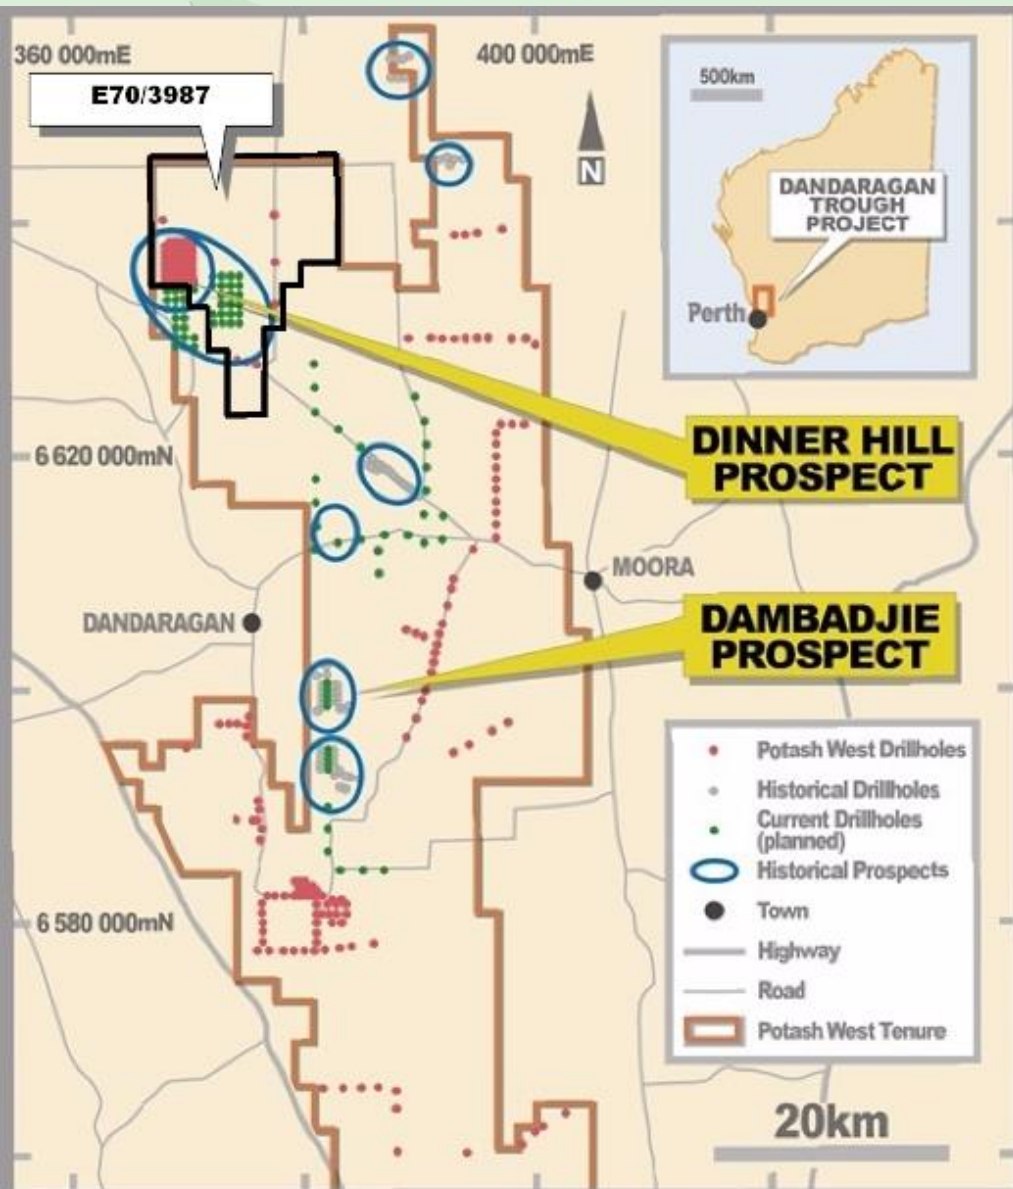 360 000mE
400 000mE
E70/3987
N
500km
DANDARAGAN
TROUGH
PROJECT
Perth
DINNER HILL
PROSPECT
6 620 000mN
MOORA
DANDARAGAN
DAMBADJIE
PROSPECT
Potash West Drillholes
Historical Drillholes
Current Drillholes
(planned)
Historical Prospects
Town
Highway
Road
Potash West Tenure
6 580 000mN
20km